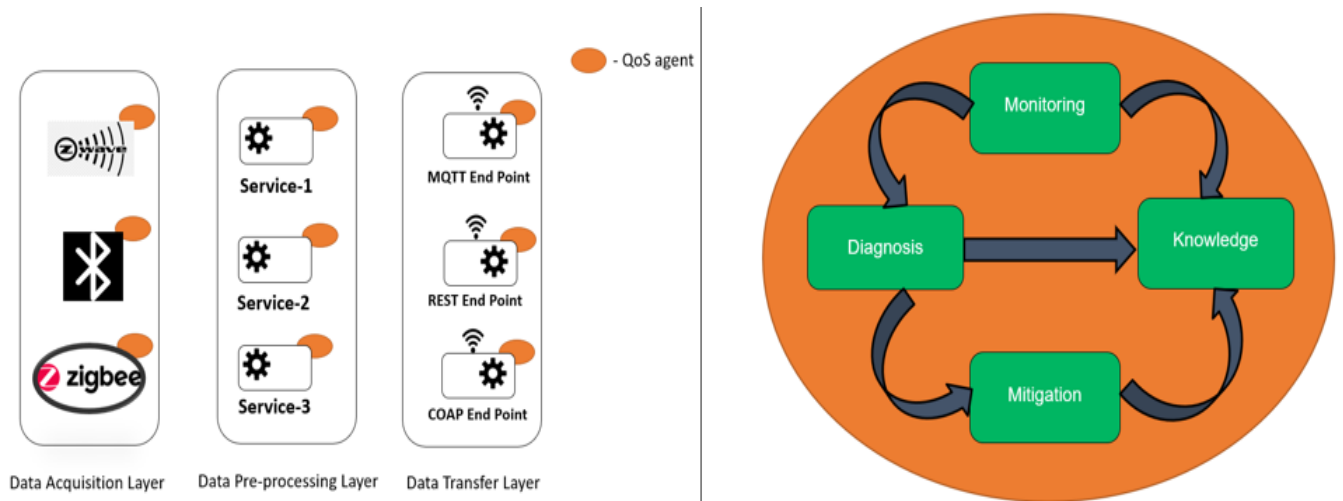 - QoS agent
Z wave
Service-1
MQTT End Point
Service-2
REST End Point
zigbee
Service-3
COAP End Point
Data Acquisition Layer
Data Pre-processing Layer
Data Transfer Layer
Monitoring
Diagnosis
Knowledge
Mitigation